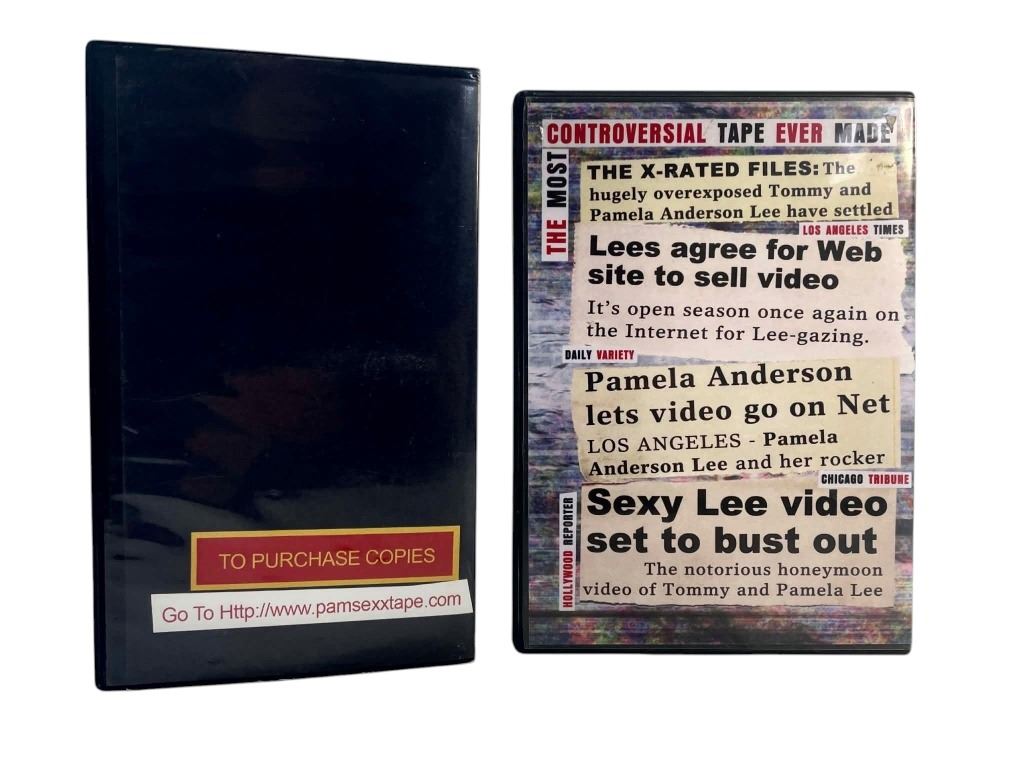 TO PURCHASE COPIES
Go To Http://www.pamsexxtape.com
THE MOST
CONTROVERSIAL TAPE EVER MADE
THE X-RATED FILES: The
hugely overexposed Tommy and
Pamela Anderson Lee have settled
LOS ANGELES TIMES
Lees agree for Web
site to sell video
It's open season once again on
the Internet for Lee-gazing.
DAILY VARIETY
Pamela Anderson
lets video go on Net
LOS ANGELES - Pamela
Anderson Lee and her rocker
CHICAGO TRIBUNE
Sexy Lee video
set to bust out
The notorious honeymoon
video of Tommy and Pamela Lee
HOLLYWOOD REPORTER